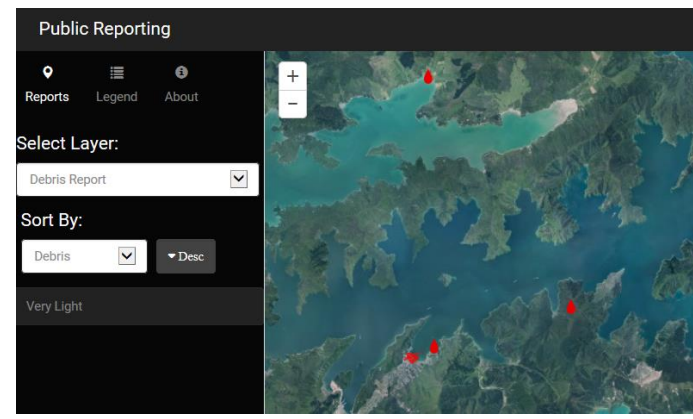 Public Reporting
Reports Legend About
Select Layer:
Debris Report
Sort By:
Debris Desc
Very Light
+
-